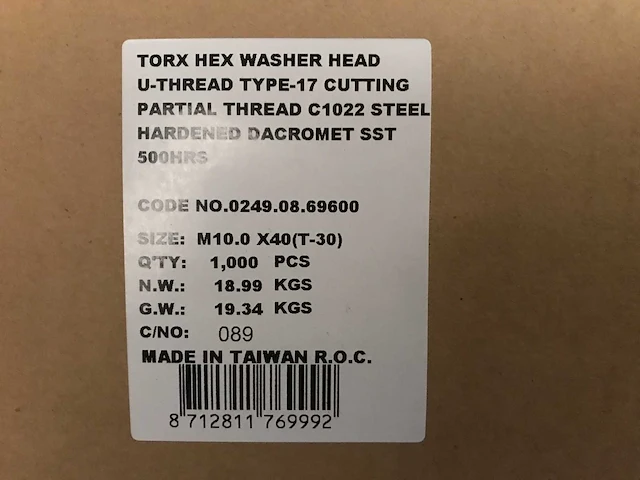 TORX HEX WASHER HEAD
U-THREAD TYPE-17 CUTTING
PARTIAL THREAD C1022 STEEL
HARDENED DACROMET SST
500HRS
CODE NO.0249.08.69600
SIZE: M10.0 X40(T-30)
Q'TY: 1,000 PCS
N.W.: 18.99 KGS
G.W.: 19.34 KGS
C/NO: 089
MADE IN TAIWAN R.O.C.
8 712811 769992